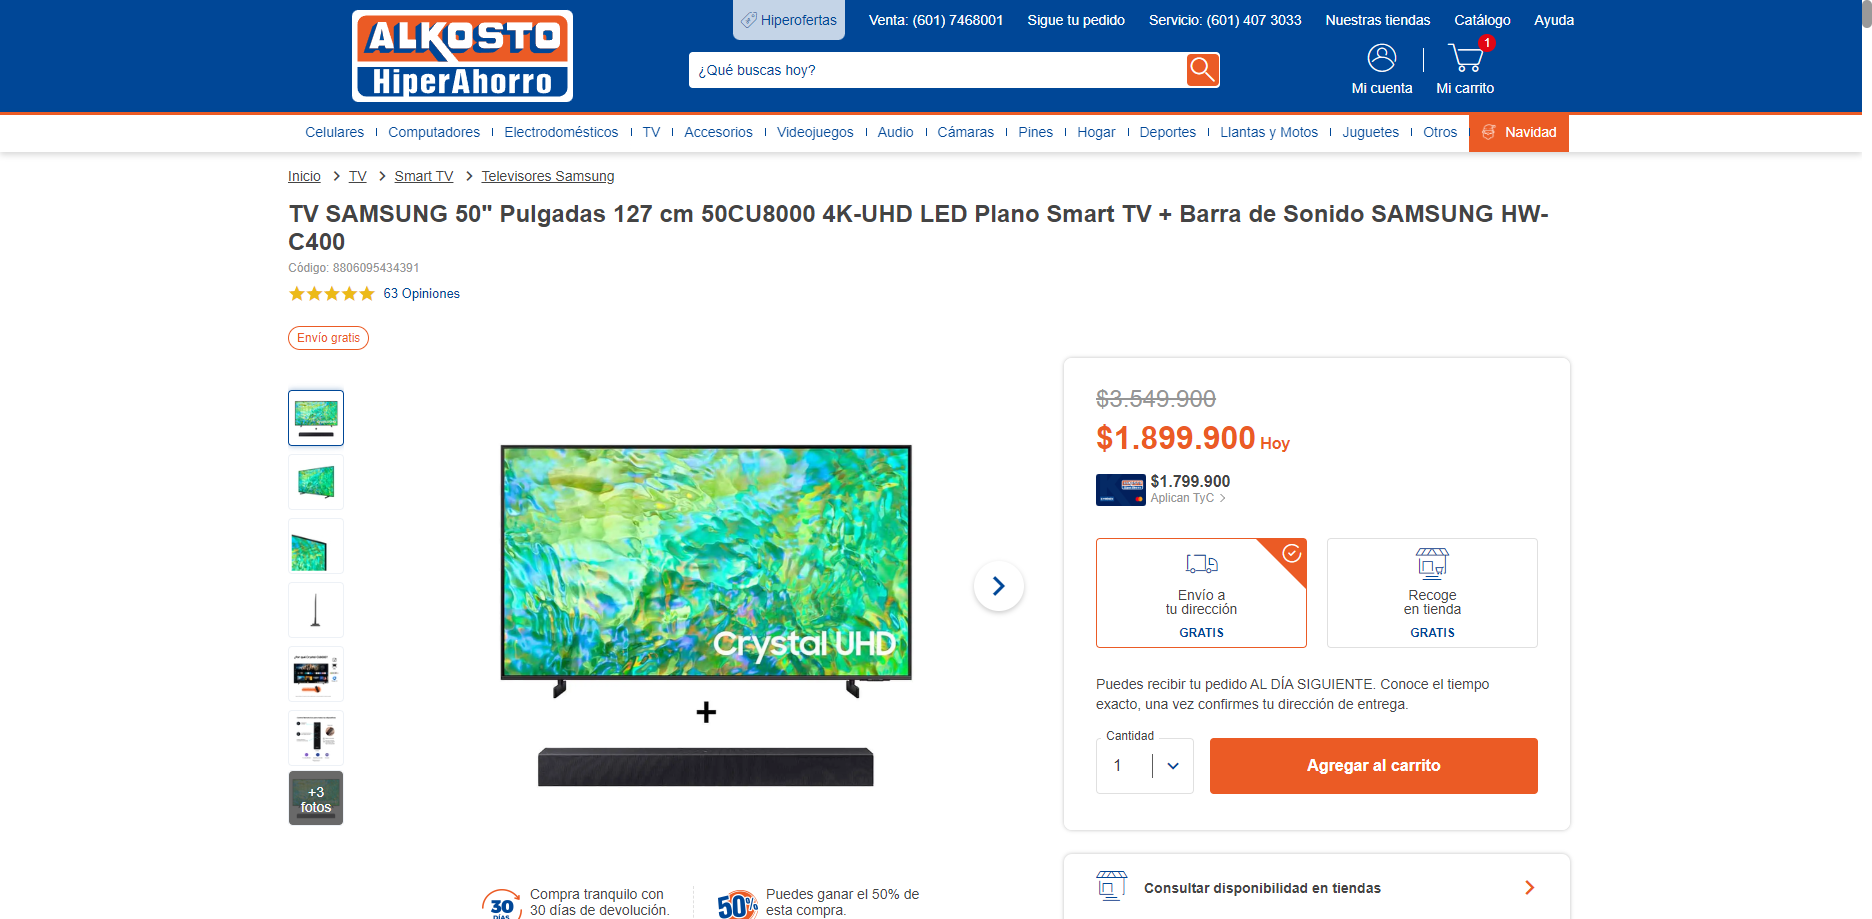 Hiperofertas
Venta: (601) 7468001
Sigue tu pedido
Servicio: (601) 407 3033
Nuestras tiendas
Catálogo
Ayuda
ALKOSTO
HiperAhorro
¿Qué buscas hoy?
1
Mi cuenta
Mi carrito
Celulares
Computadores
Electrodomésticos
TV
Accesorios
Videojuegos
Audio
Cámaras
Pines
Hogar
Deportes
Llantas y Motos
Juguetes
Otros
Navidad
Inicio > TV > Smart TV > Televisores Samsung
TV SAMSUNG 50" Pulgadas 127 cm 50CU8000 4K-UHD LED Plano Smart TV + Barra de Sonido SAMSUNG HW-
C400
Código: 8806095434391
63 Opiniones
Envío gratis
+3
fotos
Crystal UHD
+
$3.549.900
$1.899.900 Hoy
$1.799.900
Aplican TyC >
Envío a
tu dirección
GRATIS
Recoge
en tienda
GRATIS
Puedes recibir tu pedido AL DÍA SIGUIENTE. Conoce el tiempo
exacto, una vez confirmes tu dirección de entrega.
Cantidad
1
Agregar al carrito
Consultar disponibilidad en tiendas
30
DÍAS
Compra tranquilo con
30 días de devolución.
50%
Puedes ganar el 50% de
esta compra.